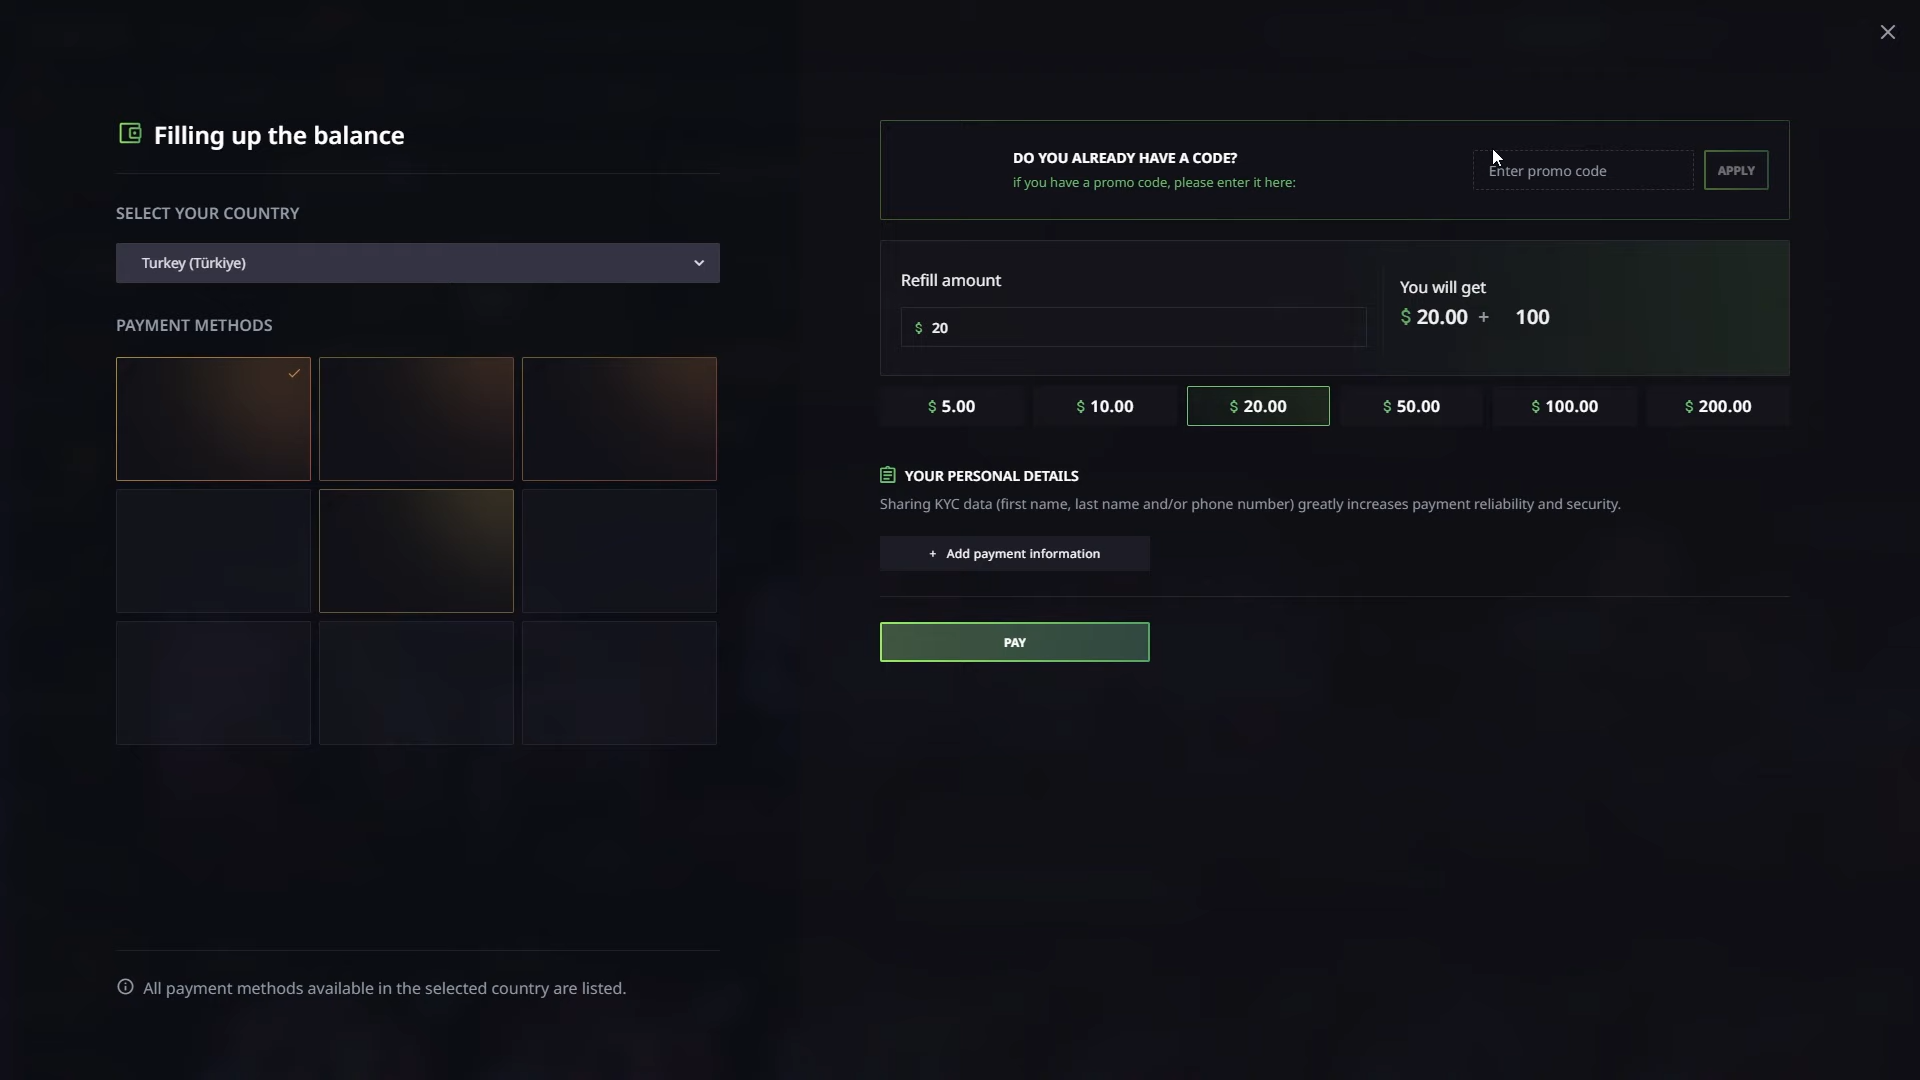 Filling up the balance
SELECT YOUR COUNTRY
Turkey (Türkiye)
PAYMENT METHODS
All payment methods available in the selected country are listed.
DO YOU ALREADY HAVE A CODE?
if you have a promo code, please enter it here:
Enter promo code
APPLY
Refill amount
$ 20
You will get
$ 20.00 + 100
$ 5.00
$ 10.00
$ 20.00
$ 50.00
$ 100.00
$ 200.00
YOUR PERSONAL DETAILS
Sharing KYC data (first name, last name and/or phone number) greatly increases payment reliability and security.
+ Add payment information
PAY